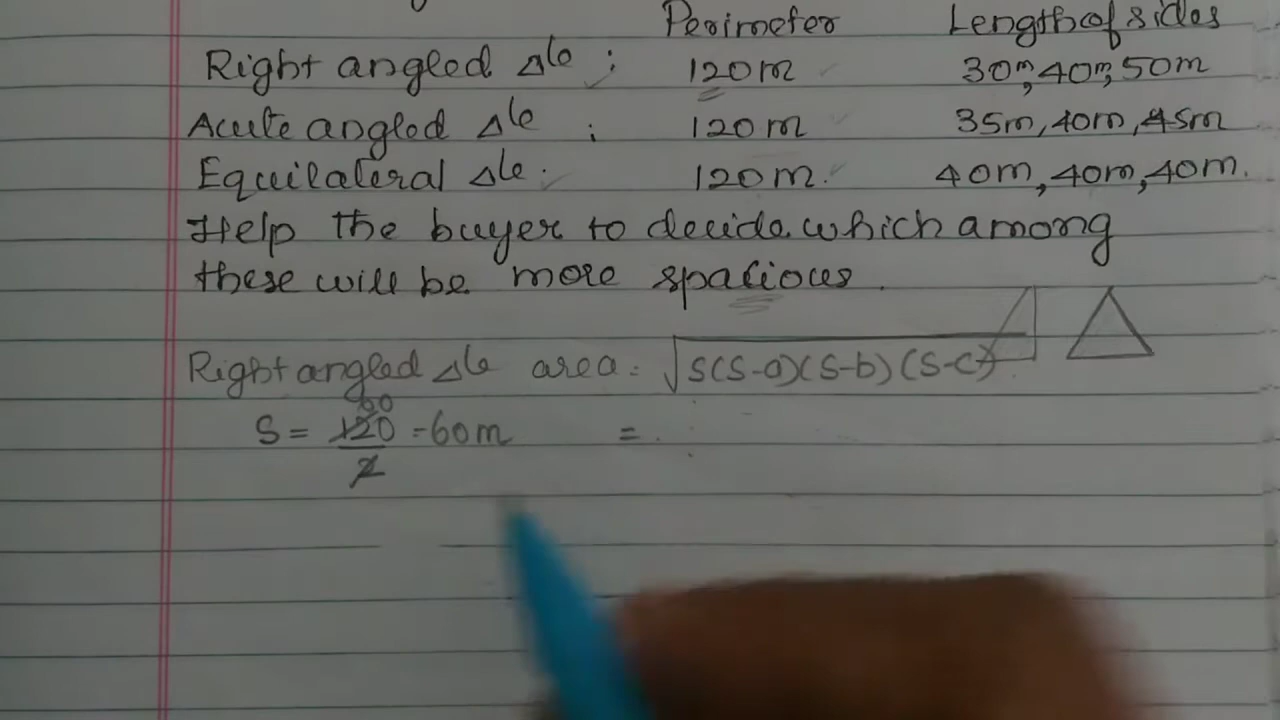 Perimeter Length of sides
Right angled Δle : 120m 30m, 40m, 50m
Acute angled Δle : 120m 35m, 40m, 45m
Equilateral Δle. 120m. 40m, 40m, 40m.
Help the buyer to decide which among
these will be more spacious.
Right angled Δle area = √s(s-a)(s-b)(s-c)
60
S = 120/2 = 60m =